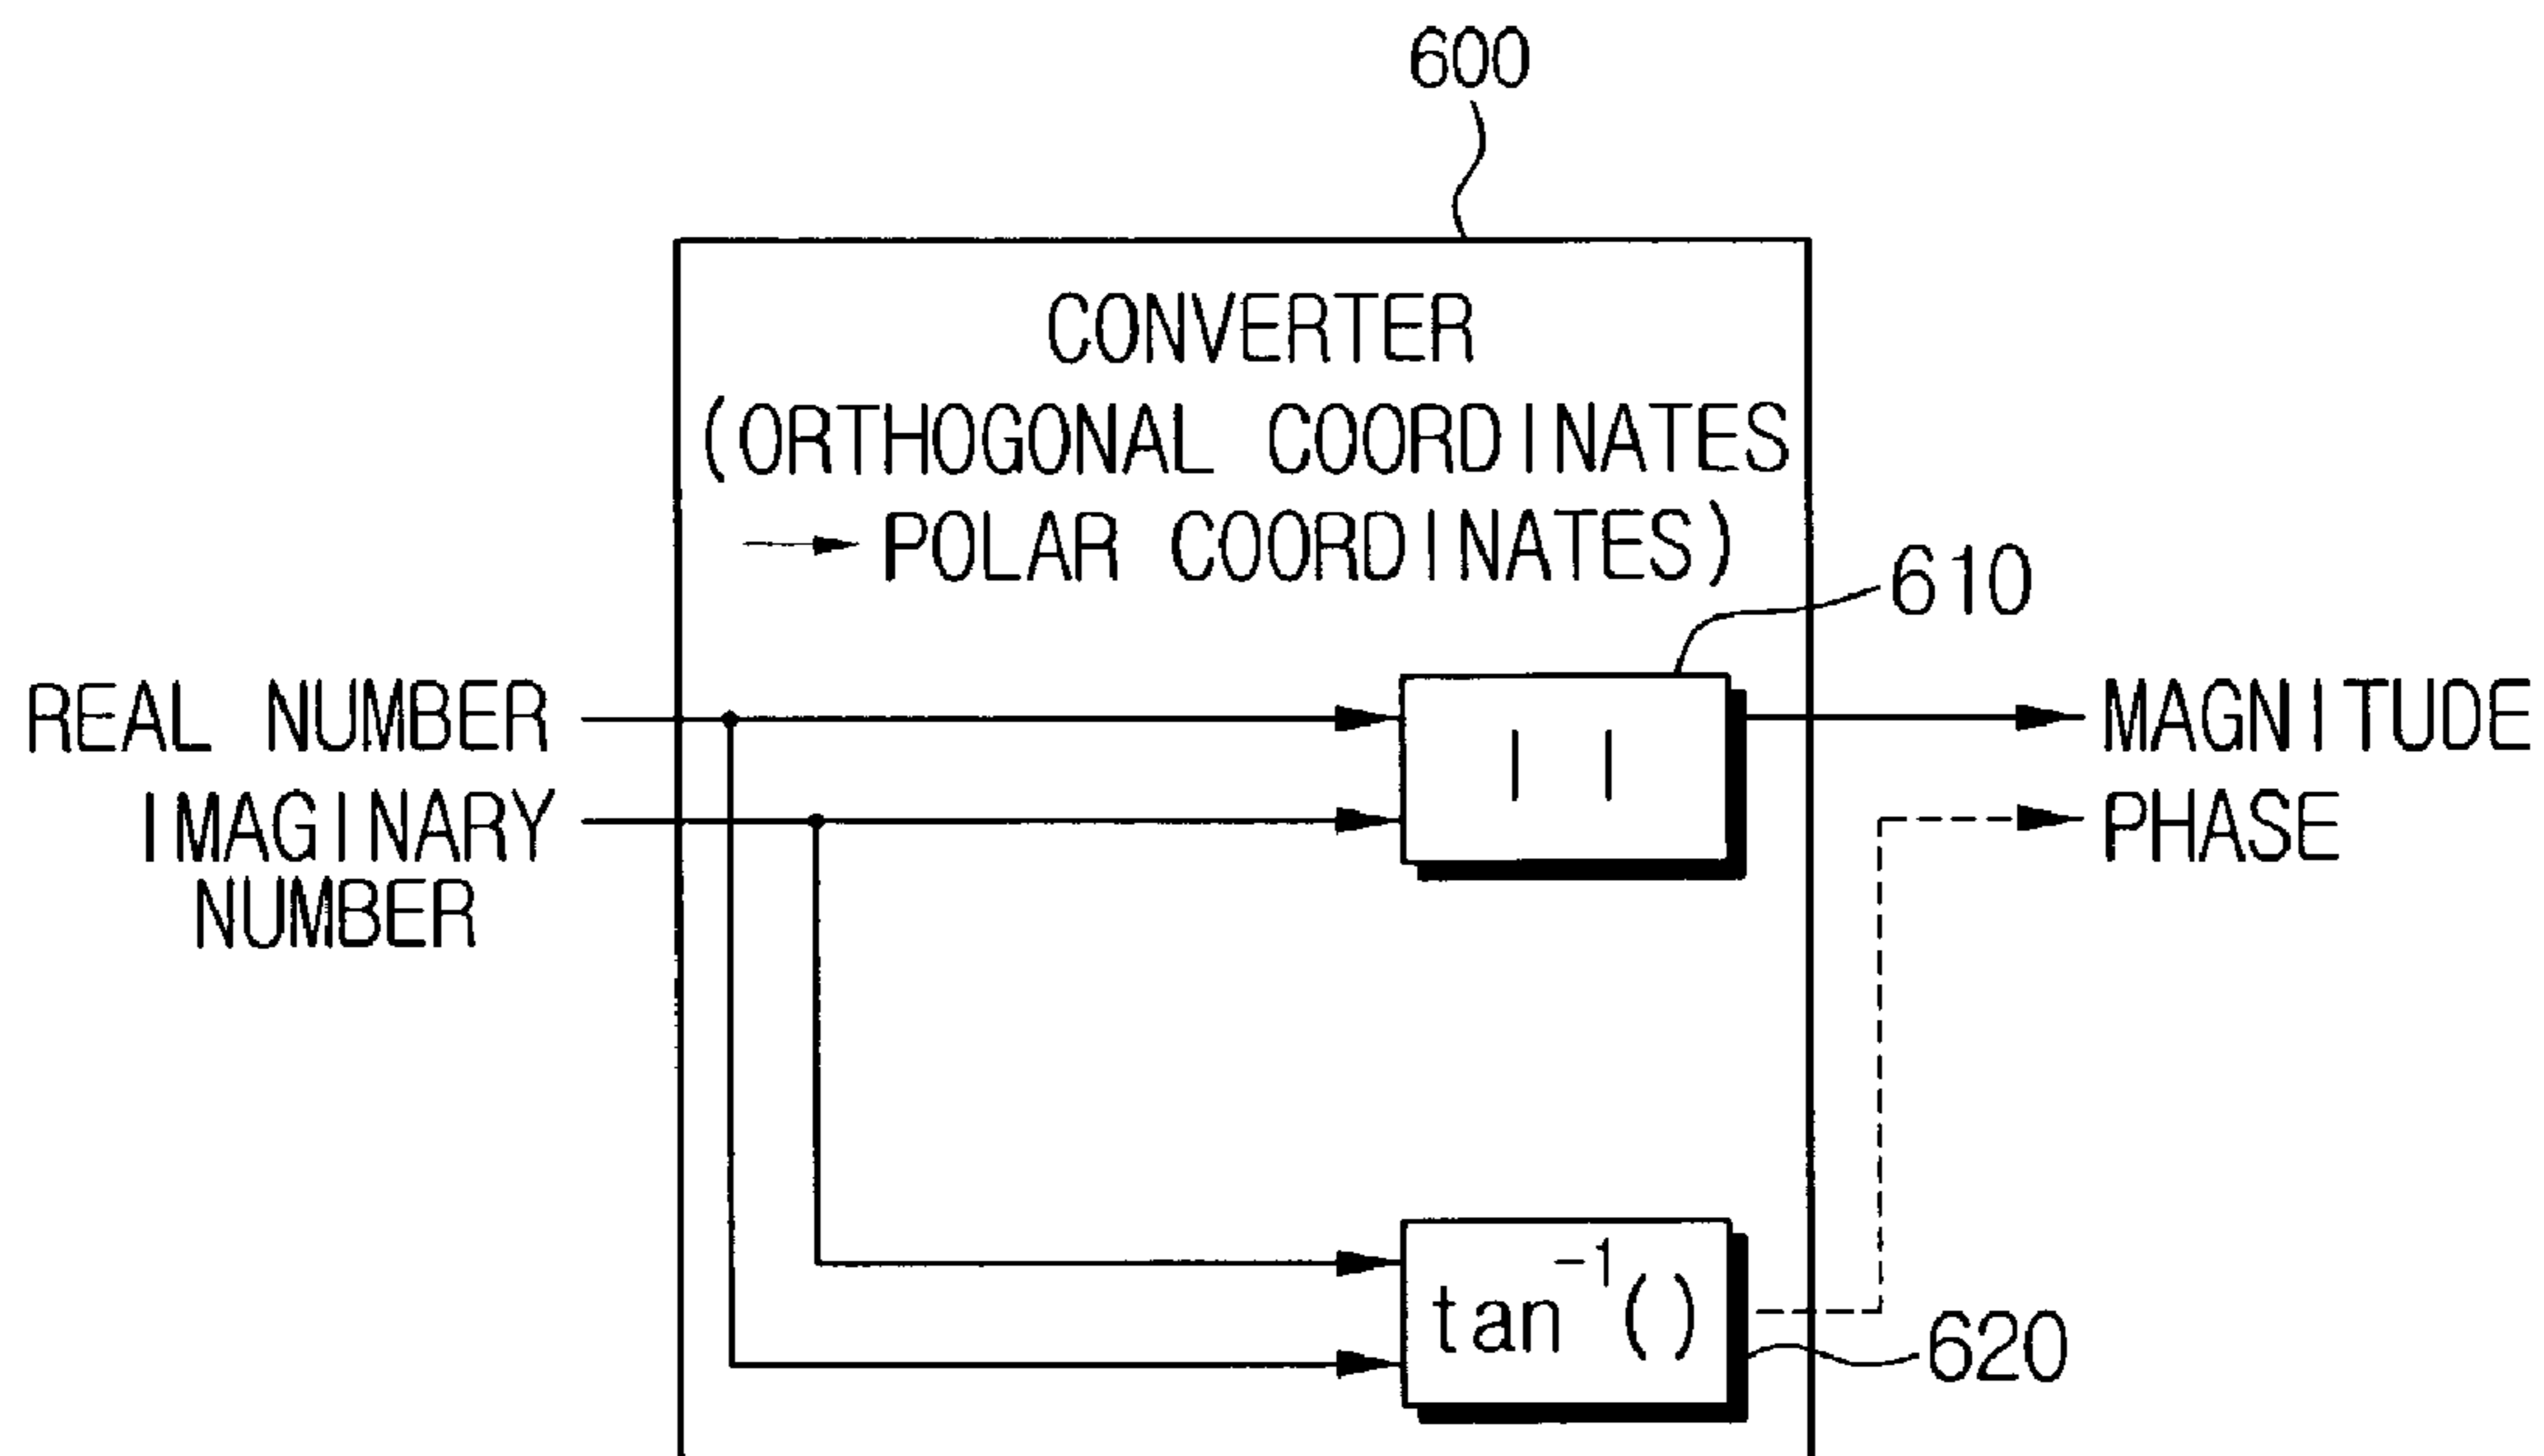 600
CONVERTER
(ORTHOGONAL COORDINATES
→ POLAR COORDINATES)
610
REAL NUMBER
IMAGINARY
NUMBER
| |
MAGNITUDE
PHASE
tan⁻¹()
620